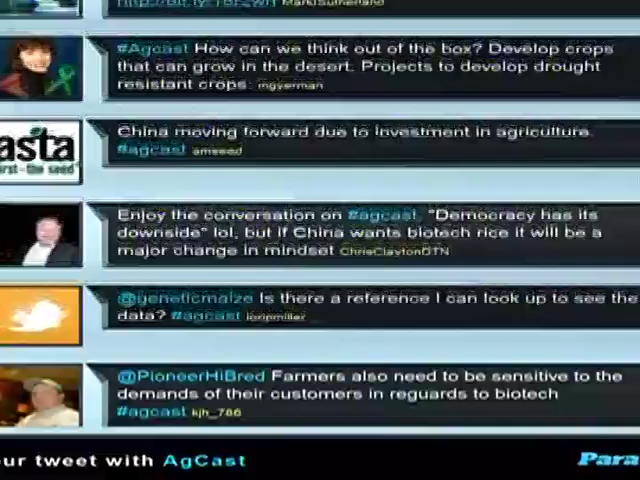 #Agcast How can we think out of the box? Develop crops
that can grow in the desert. Projects to develop drought
resistant crops. mgyerman
asta
first - the seed
China moving forward due to investment in agriculture.
#agcast amseed
Enjoy the conversation on #agcast. "Democracy has its
downside" lol, but if China wants biotech rice it will be a
major change in mindset ChrisClaytonDTN
@geneticmaize Is there a reference I can look up to see the
data? #agcast
@PioneerHiBred Farmers also need to be sensitive to the
demands of their customers in reguards to biotech
#agcast kjh_786
our tweet with AgCast
Para